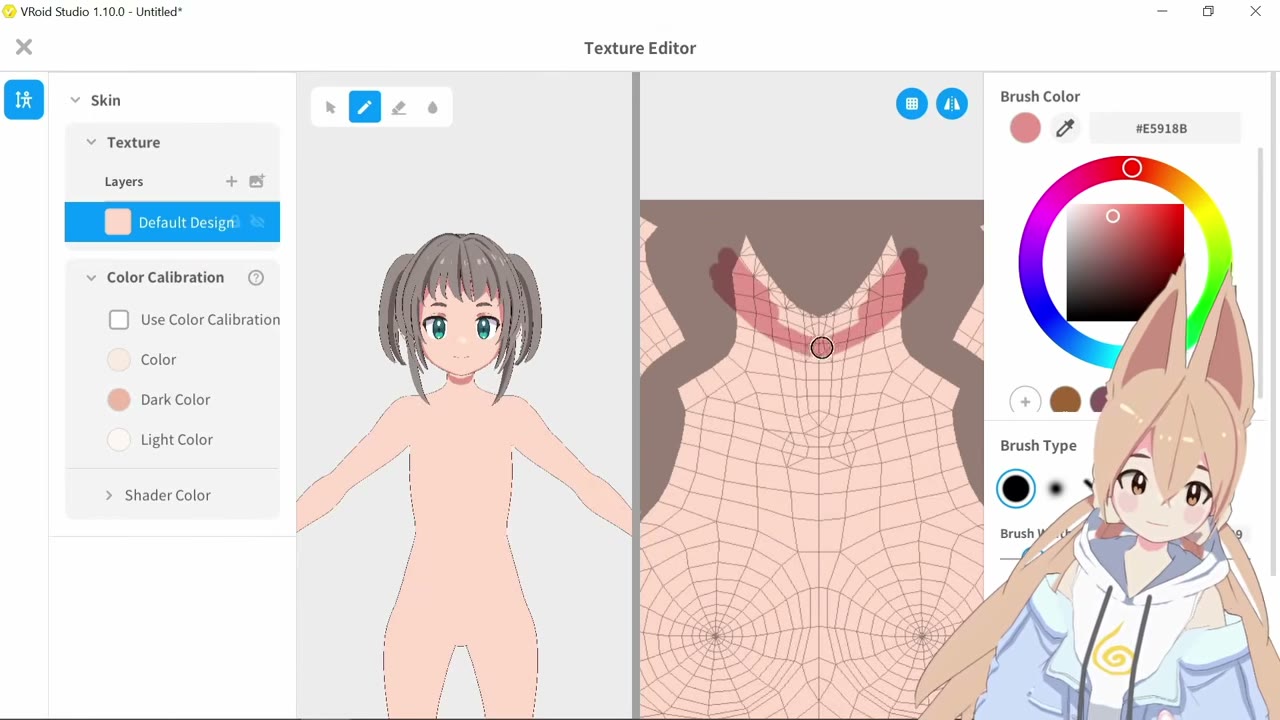 VRoid Studio 1.10.0 - Untitled*
Texture Editor
Skin
Texture
Layers
Default Design
Color Calibration
Use Color Calibration
Color
Dark Color
Light Color
Shader Color
Brush Color
#E5918B
Brush Type
Brush